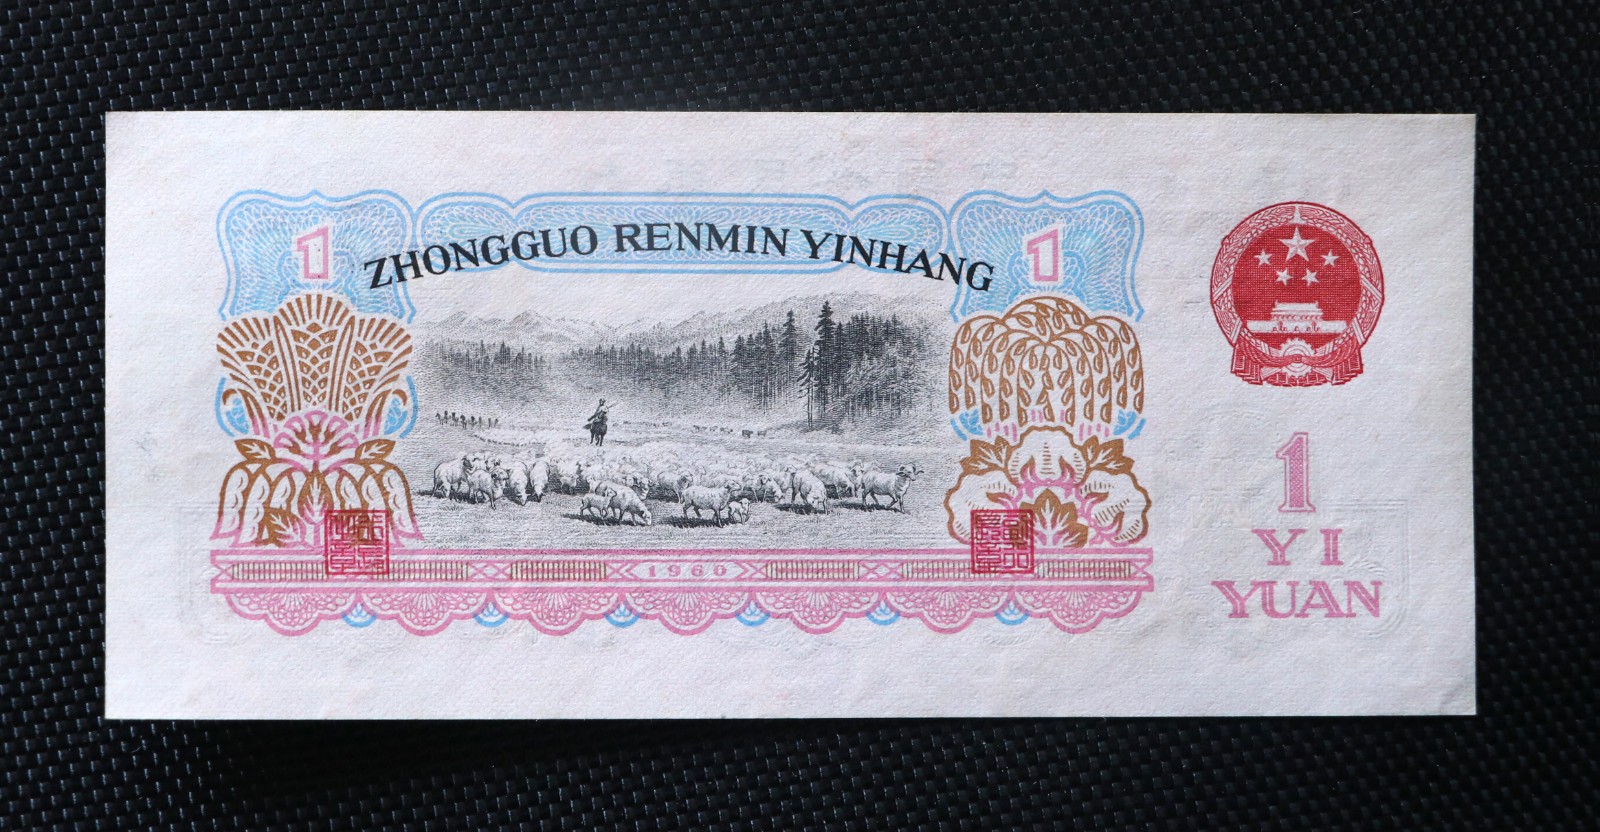 ZHONGGUO RENMIN YINHANG
1
1
1960
1
YI
YUAN